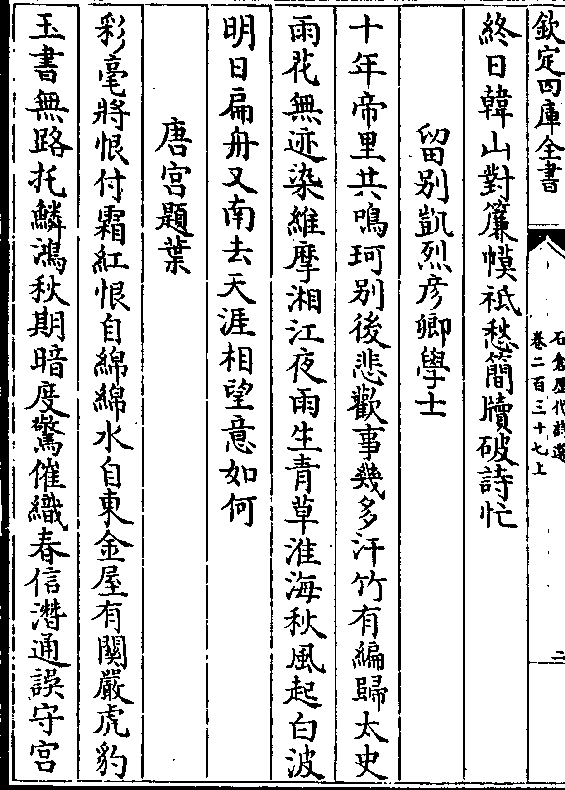 欽定四庫全書
石倉歷代詩選
卷二百三十七上
二
終日韓山對簾幙祗愁簡牘破詩忙
留别凱烈彦卿學士
十年帝里共鳴珂别後悲歡事幾多汗竹有編歸太史
雨花無迹染維摩湘江夜雨生青草淮海秋風起白波
明日扁舟又南去天涯相望意如何
唐宫題葉
彩毫將恨付霜紅恨自綿綿水自東金屋有關嚴虎豹
玉書無路托鱗鴻秋期暗度驚催織春信潛通誤守宫